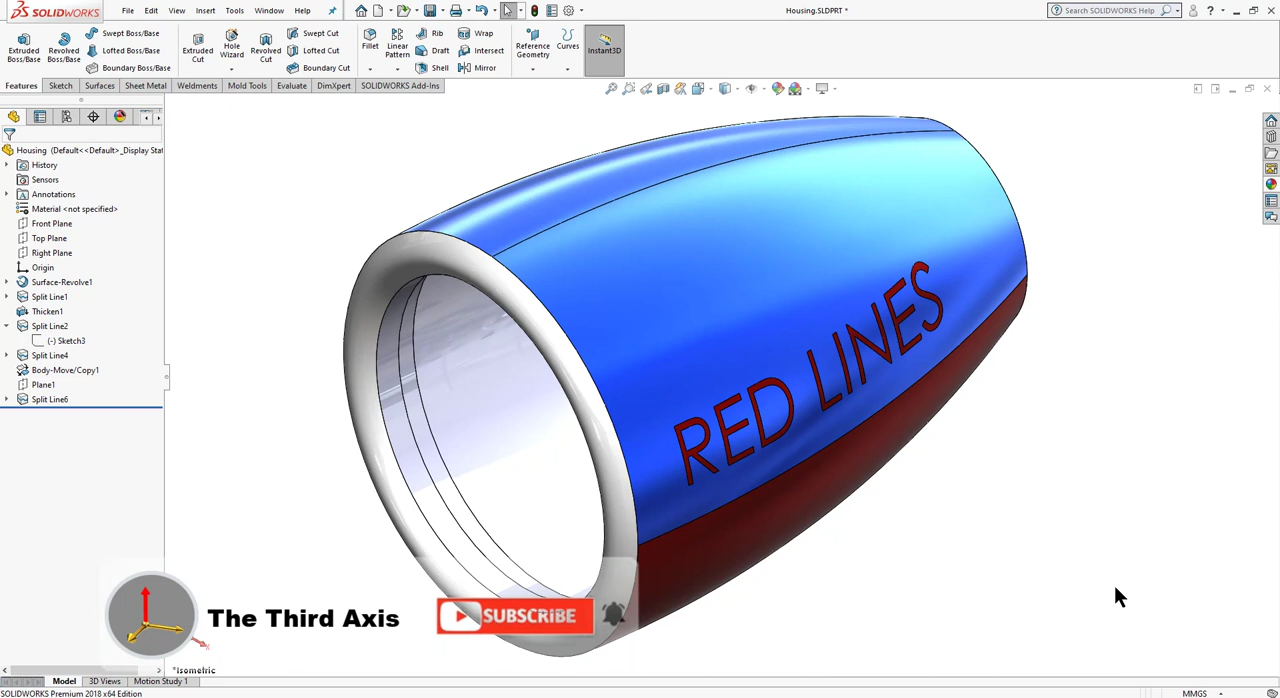 SOLIDWORKS
File Edit View Insert Tools Window Help
Housing.SLDPRT *
Search SOLIDWORKS Help
Extruded Boss/Base
Revolved Boss/Base
Swept Boss/Base
Lofted Boss/Base
Boundary Boss/Base
Extruded Cut
Hole Wizard
Revolved Cut
Swept Cut
Lofted Cut
Boundary Cut
Fillet
Linear Pattern
Rib
Draft
Shell
Wrap
Intersect
Mirror
Reference Geometry
Curves
Instant3D
Features Sketch Surfaces Sheet Metal Weldments Mold Tools Evaluate DimXpert SOLIDWORKS Add-Ins
Housing (Default<<Default>_Display Stat
History
Sensors
Annotations
Material <not specified>
Front Plane
Top Plane
Right Plane
Origin
Surface-Revolve1
Split Line1
Thicken1
Split Line2
(-) Sketch3
Split Line4
Body-Move/Copy1
Plane1
Split Line6
RED LINES
The Third Axis
SUBSCRIBE
*Isometric
Model 3D Views Motion Study 1
SOLIDWORKS Premium 2018 x64 Edition
MMGS